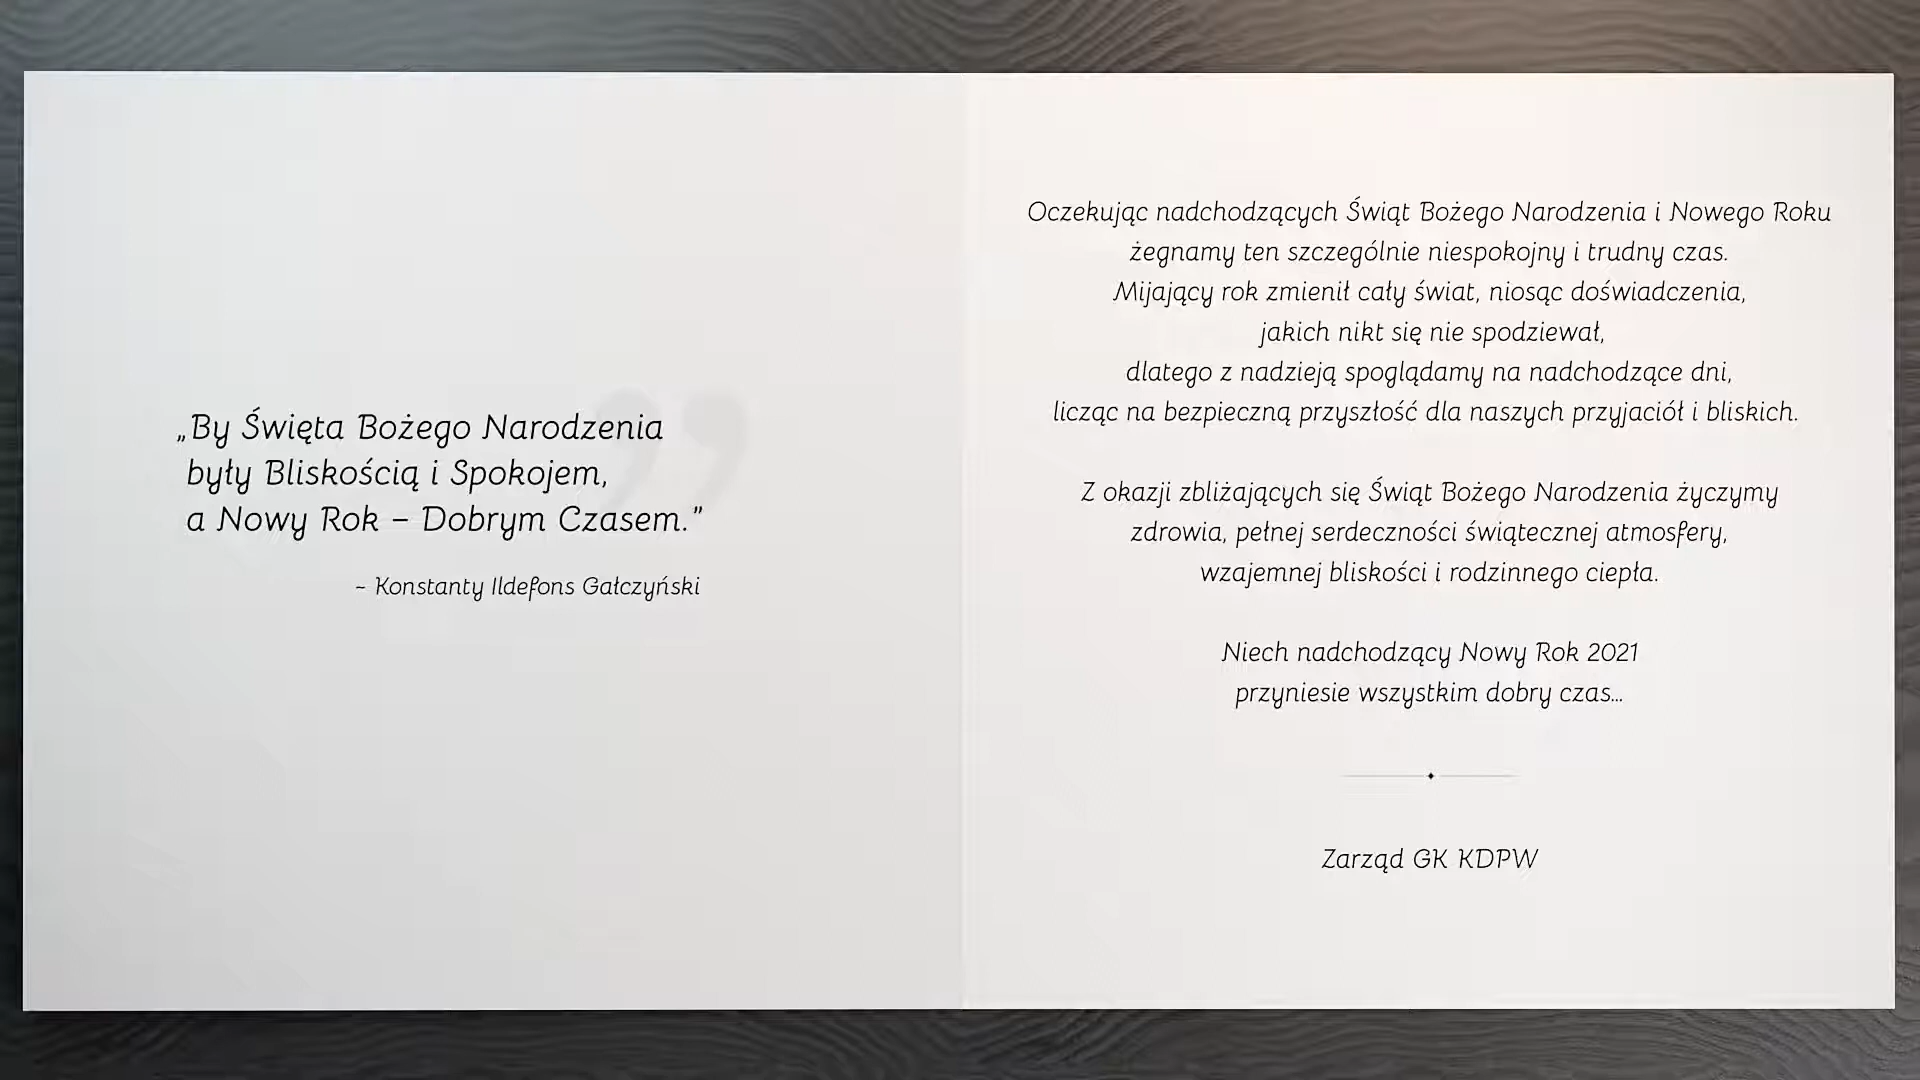 „By Święta Bożego Narodzenia
były Bliskością i Spokojem,
a Nowy Rok – Dobrym Czasem.”
~ Konstanty Ildefons Gałczyński
Oczekując nadchodzących Świąt Bożego Narodzenia i Nowego Roku
żegnamy ten szczególnie niespokojny i trudny czas.
Mijający rok zmienił cały świat, niosąc doświadczenia,
jakich nikt się nie spodziewał,
dlatego z nadzieją spoglądamy na nadchodzące dni,
licząc na bezpieczną przyszłość dla naszych przyjaciół i bliskich.
Z okazji zbliżających się Świąt Bożego Narodzenia życzymy
zdrowia, pełnej serdeczności świątecznej atmosfery,
wzajemnej bliskości i rodzinnego ciepła.
Niech nadchodzący Nowy Rok 2021
przyniesie wszystkim dobry czas...
Zarząd GK KDPW